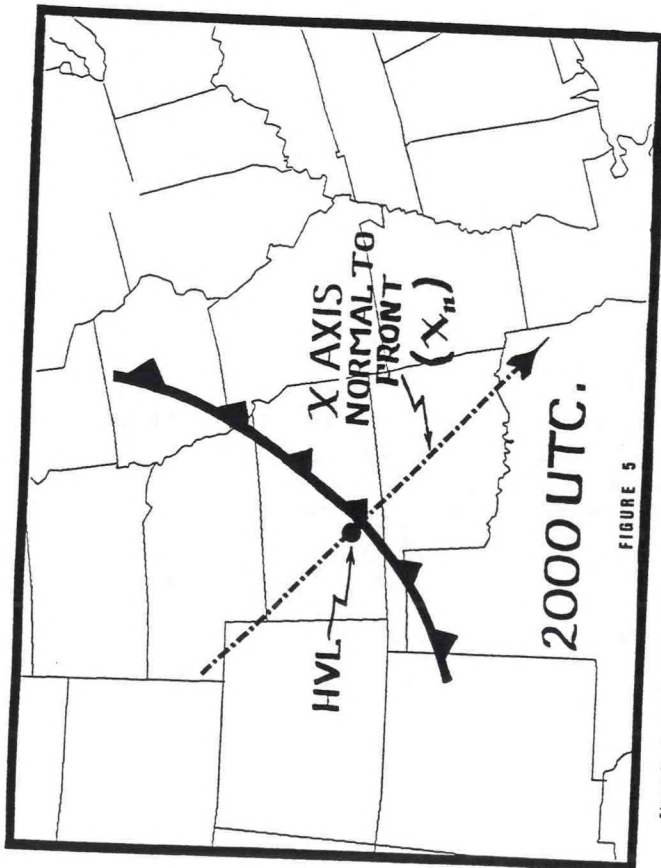 X AXIS
NORMAL TO
FRONT
(Xn)
HVL
2000 UTC.
FIGURE 5